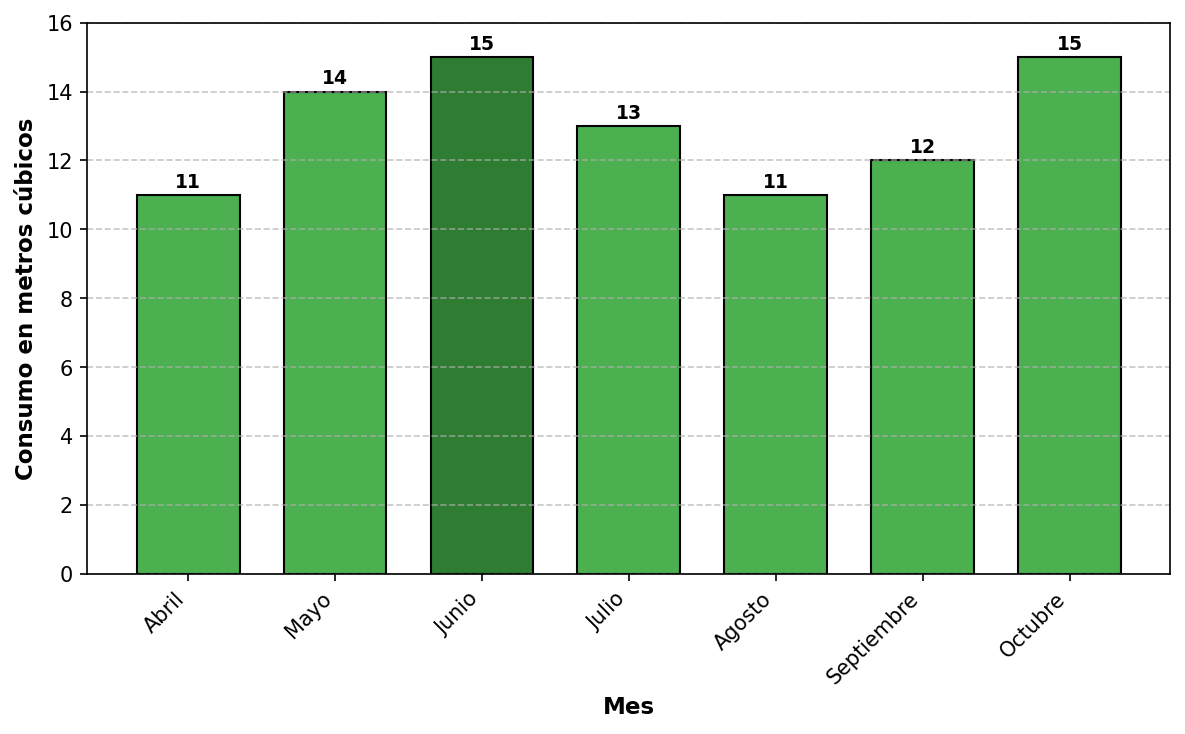 16
14
12
10
8
6
4
2
0
Consumo en metros cúbicos
11
14
15
13
11
12
15
Abril
Mayo
Junio
Julio
Agosto
Septiembre
Octubre
Mes